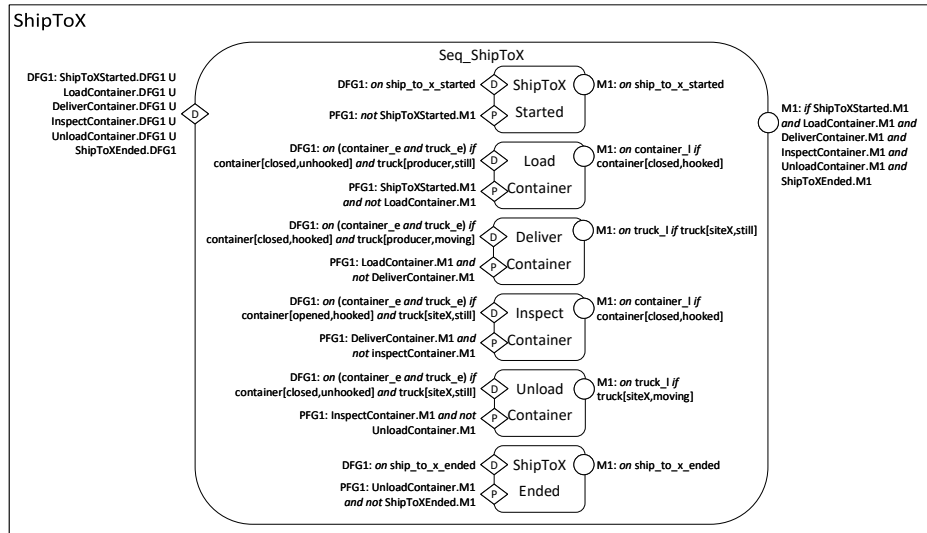 ShipToX
Seq_ShipToX
DFG1: ShipToXStarted.DFG1 U
LoadContainer.DFG1 U
DeliverContainer.DFG1 U
InspectContainer.DFG1 U
UnloadContainer.DFG1 U
ShipToXEnded.DFG1
D
DFG1: on ship_to_x_started
D
ShipToX
M1: on ship_to_x_started
PFG1: not ShipToXStarted.M1
P
Started
DFG1: on (container_e and truck_e) if
container[closed,unhooked] and truck[producer,still]
D
Load
M1: on container_l if
container[closed,hooked]
PFG1: ShipToXStarted.M1
and not LoadContainer.M1
P
Container
DFG1: on (container_e and truck_e) if
container[closed,hooked] and truck[producer,moving]
D
Deliver
M1: on truck_l if truck[siteX,still]
PFG1: LoadContainer.M1 and
not DeliverContainer.M1
P
Container
DFG1: on (container_e and truck_e) if
container[opened,hooked] and truck[siteX,still]
D
Inspect
M1: on container_l if
container[closed,hooked]
PFG1: DeliverContainer.M1 and
not inspectContainer.M1
P
Container
DFG1: on (container_e and truck_e) if
container[closed,unhooked] and truck[siteX,still]
D
Unload
M1: on truck_l if
truck[siteX,moving]
PFG1: InspectContainer.M1 and not
UnloadContainer.M1
P
Container
DFG1: on ship_to_x_ended
D
ShipToX
M1: on ship_to_x_ended
PFG1: UnloadContainer.M1
and not ShipToXEnded.M1
P
Ended
M1: if ShipToXStarted.M1
and LoadContainer.M1 and
DeliverContainer.M1 and
InspectContainer.M1 and
UnloadContainer.M1 and
ShipToXEnded.M1